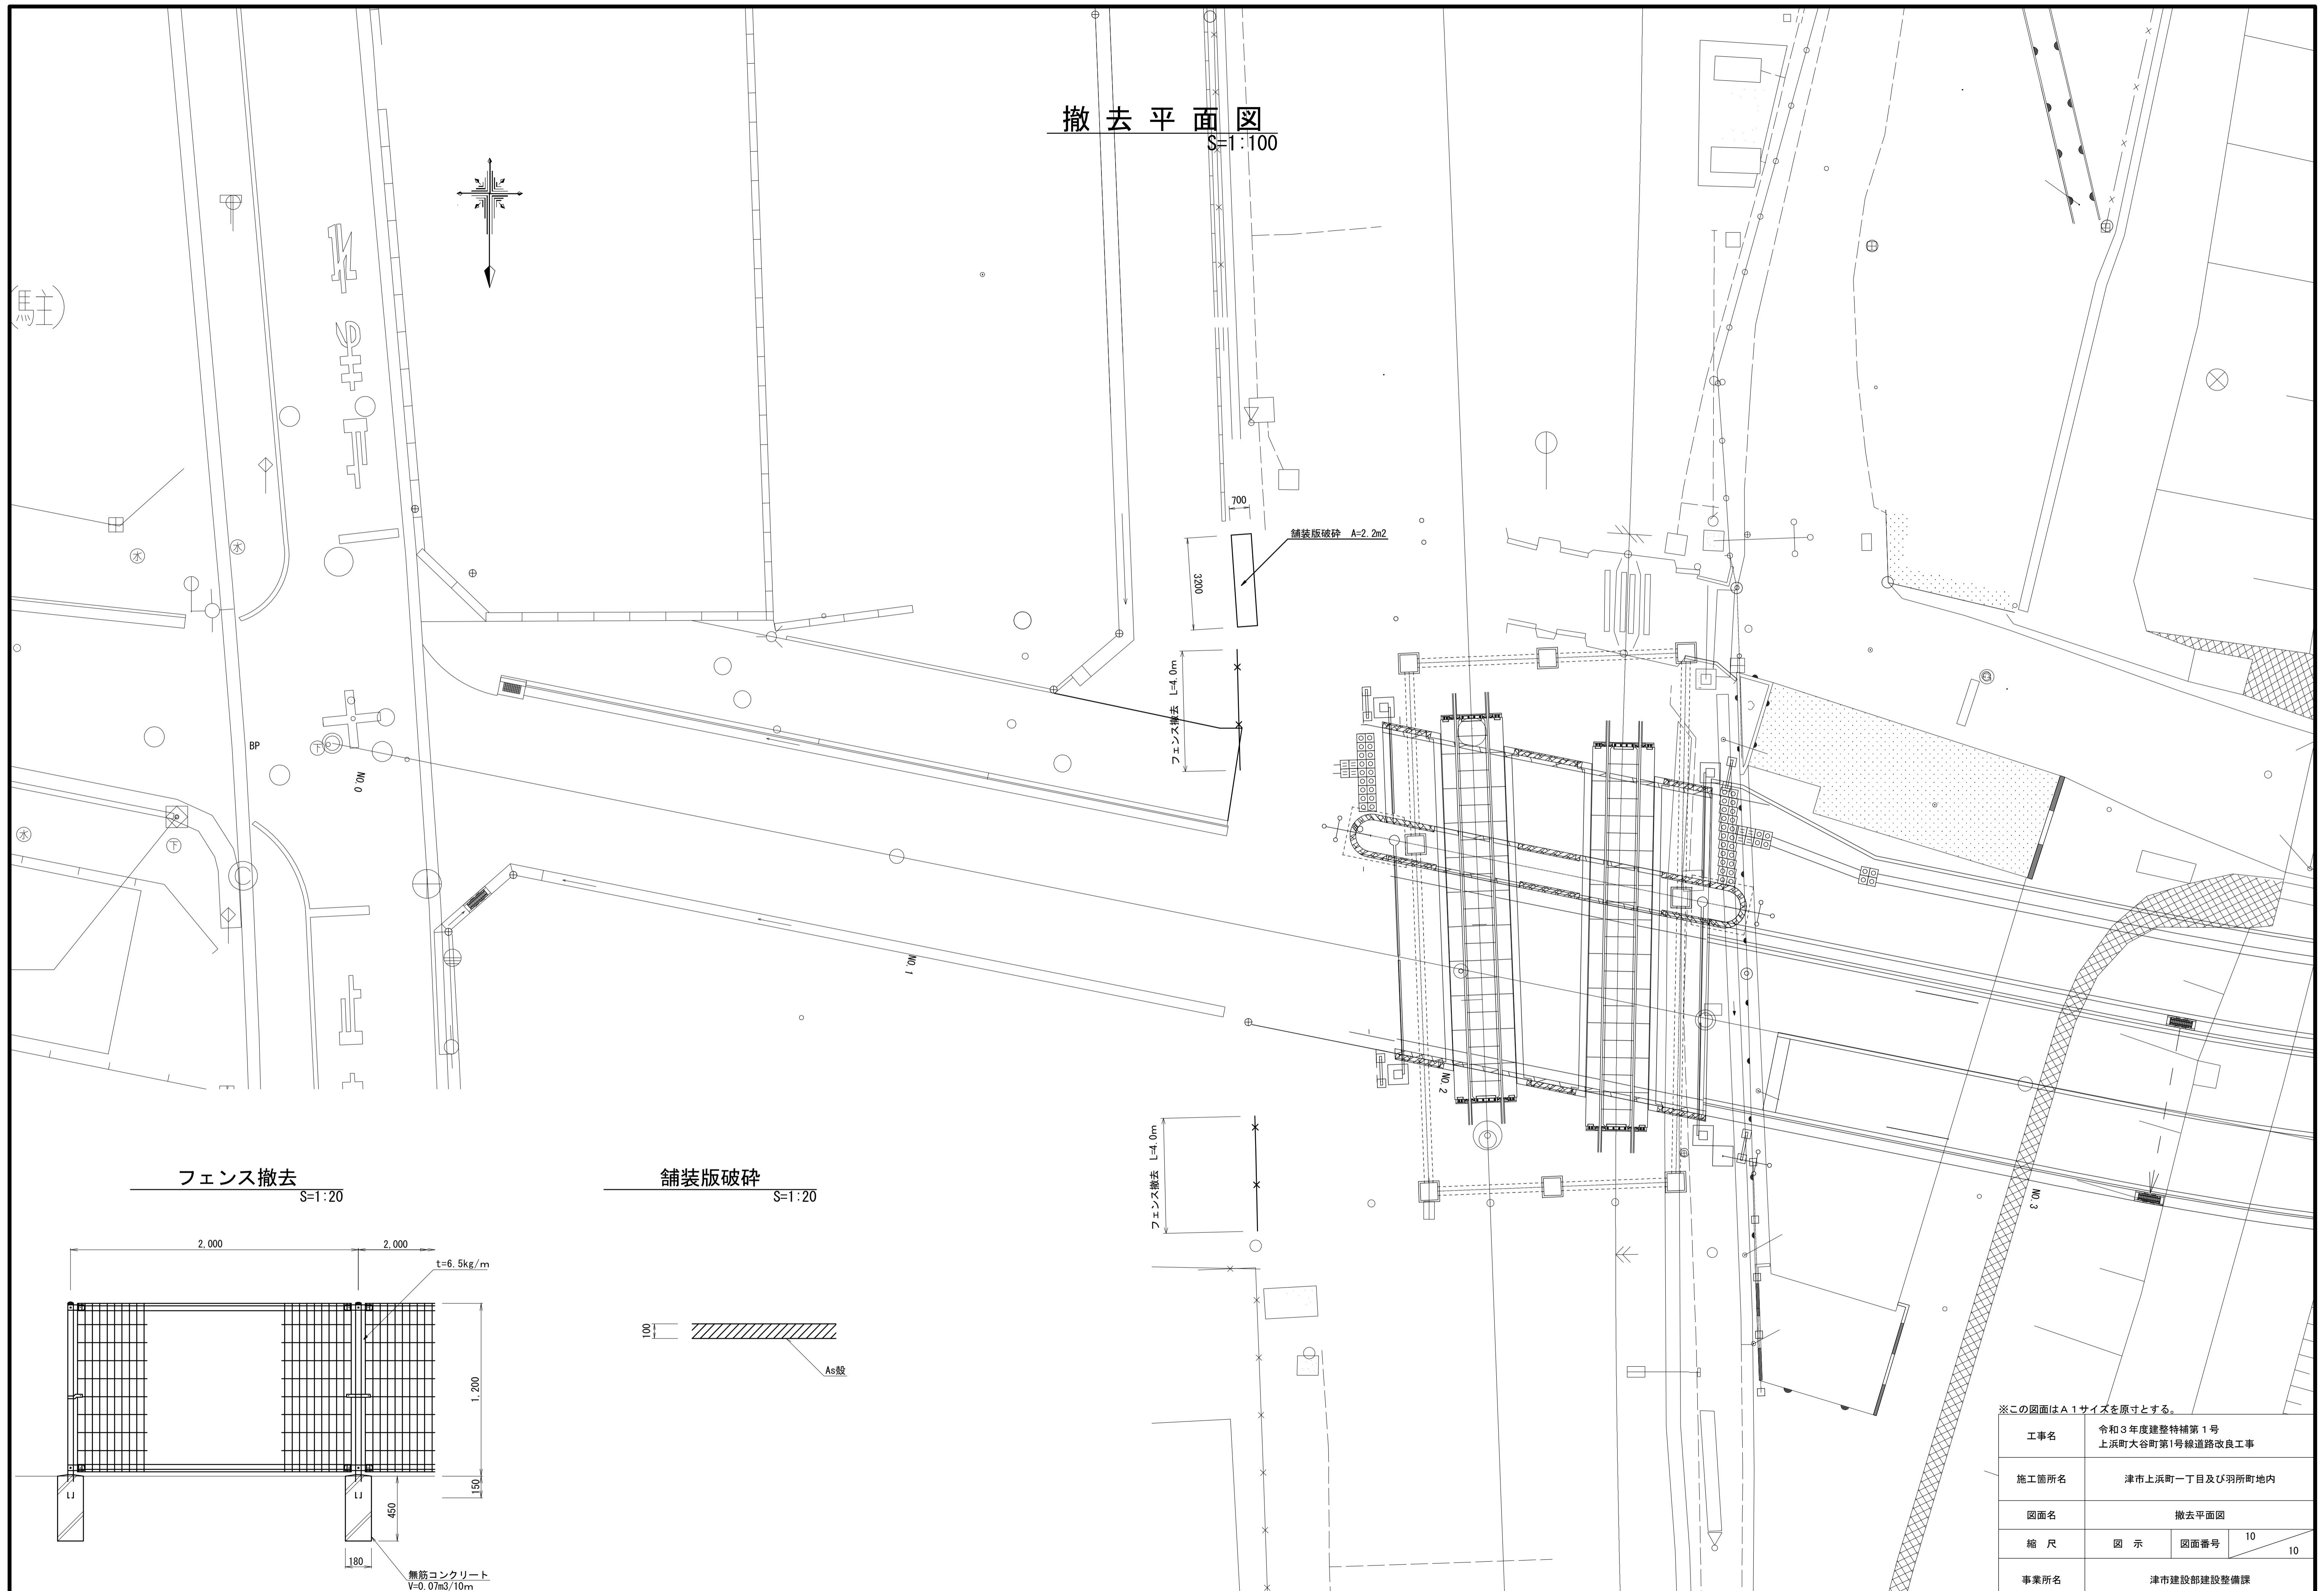 撤去平面図
S=1:100
(駐)
水
水
700
舗装版破砕 A=2.2m2
3200
フェンス撤去 L=4.0m
BP
下
NO.0
水
下
NO.1
NO.2
NO.3
フェンス撤去 L=4.0m
フェンス撤去
S=1:20
2,000
2,000
t=6.5kg/m
1,200
150
450
180
無筋コンクリート
V=0.07m3/10m
舗装版破砕
S=1:20
100
As殻
※この図面はA1サイズを原寸とする。
工事名
令和3年度建整特補第1号
上浜町大谷町第1号線道路改良工事
施工箇所名 津市上浜町一丁目及び羽所町地内
図面名 撤去平面図
縮尺 図示 図面番号 10 10
事業所名 津市建設部建設整備課